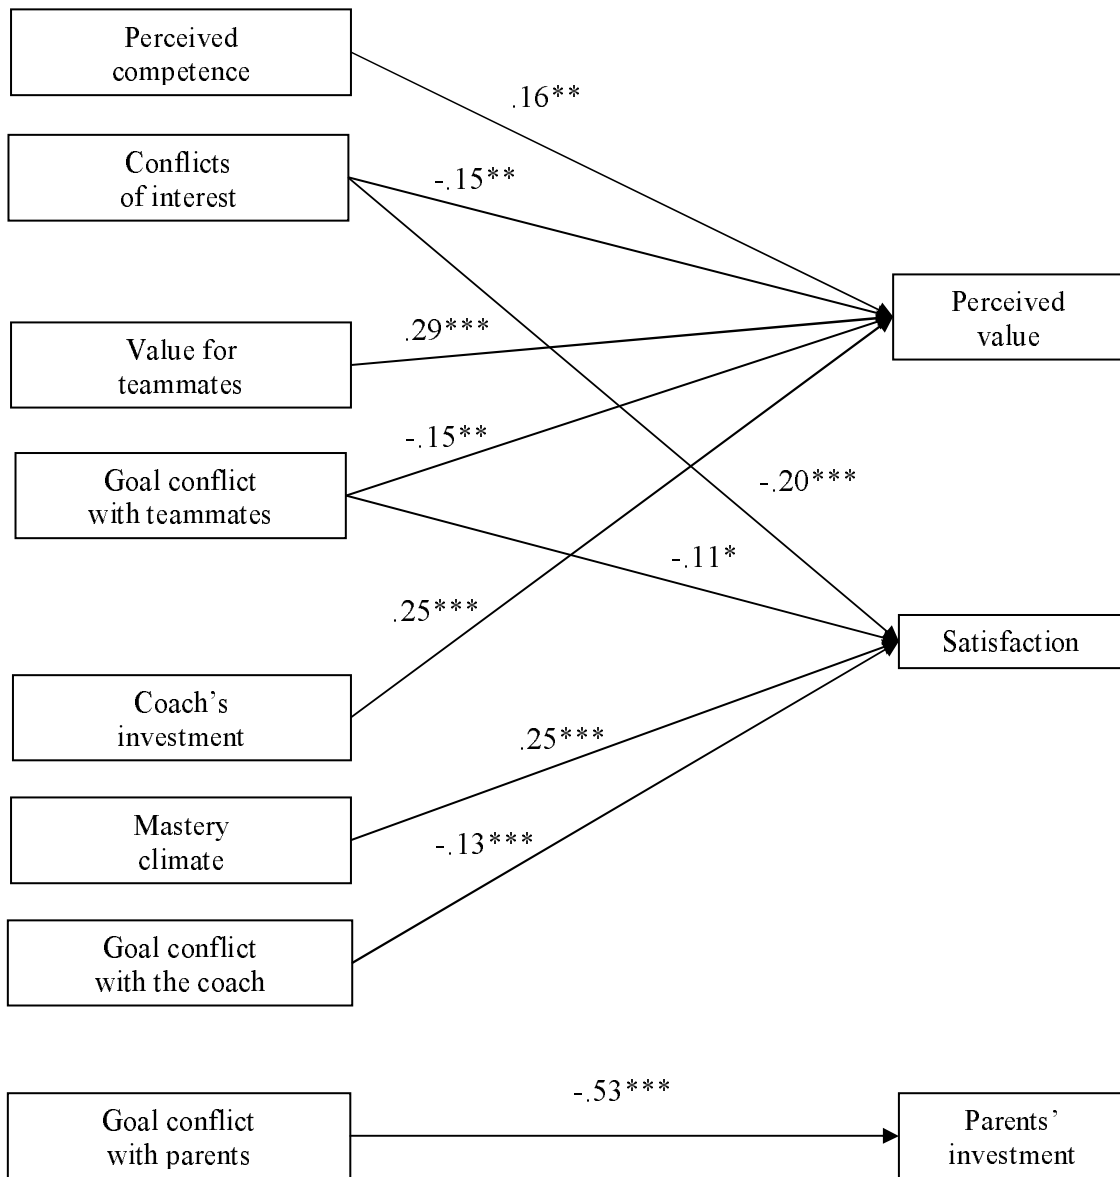 Perceived
competence
.16**
Conflicts
of interest
-.15**
Perceived
value
Value for
teammates
.29***
-.15**
Goal conflict
with teammates
-.20***
-.11*
.25***
Satisfaction
Coach’s
investment
.25***
Mastery
climate
-.13***
Goal conflict
with the coach
-.53***
Goal conflict
with parents
Parents’
investment